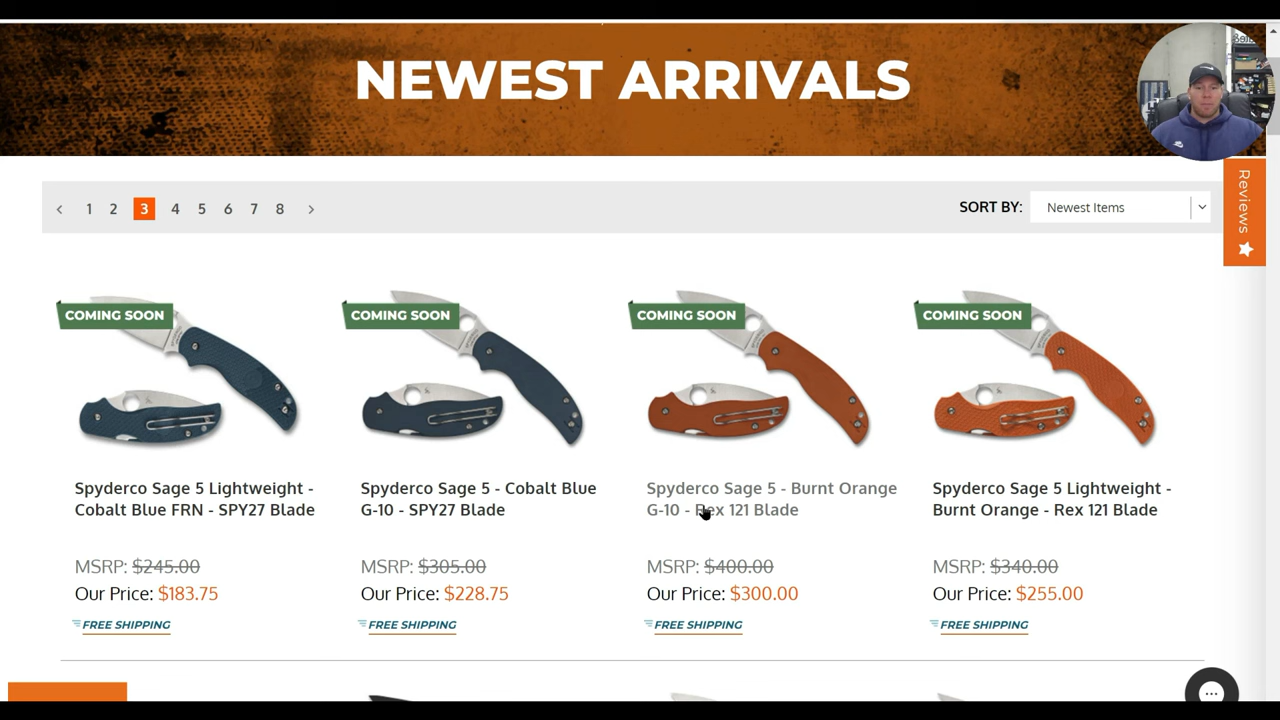 NEWEST ARRIVALS
1 2 3 4 5 6 7 8
SORT BY: Newest Items
Reviews
COMING SOON
COMING SOON
COMING SOON
COMING SOON
Spyderco Sage 5 Lightweight -
Cobalt Blue FRN - SPY27 Blade
MSRP: $245.00
Our Price: $183.75
FREE SHIPPING
Spyderco Sage 5 - Cobalt Blue
G-10 - SPY27 Blade
MSRP: $305.00
Our Price: $228.75
FREE SHIPPING
Spyderco Sage 5 - Burnt Orange
G-10 - Rex 121 Blade
MSRP: $400.00
Our Price: $300.00
FREE SHIPPING
Spyderco Sage 5 Lightweight -
Burnt Orange - Rex 121 Blade
MSRP: $340.00
Our Price: $255.00
FREE SHIPPING